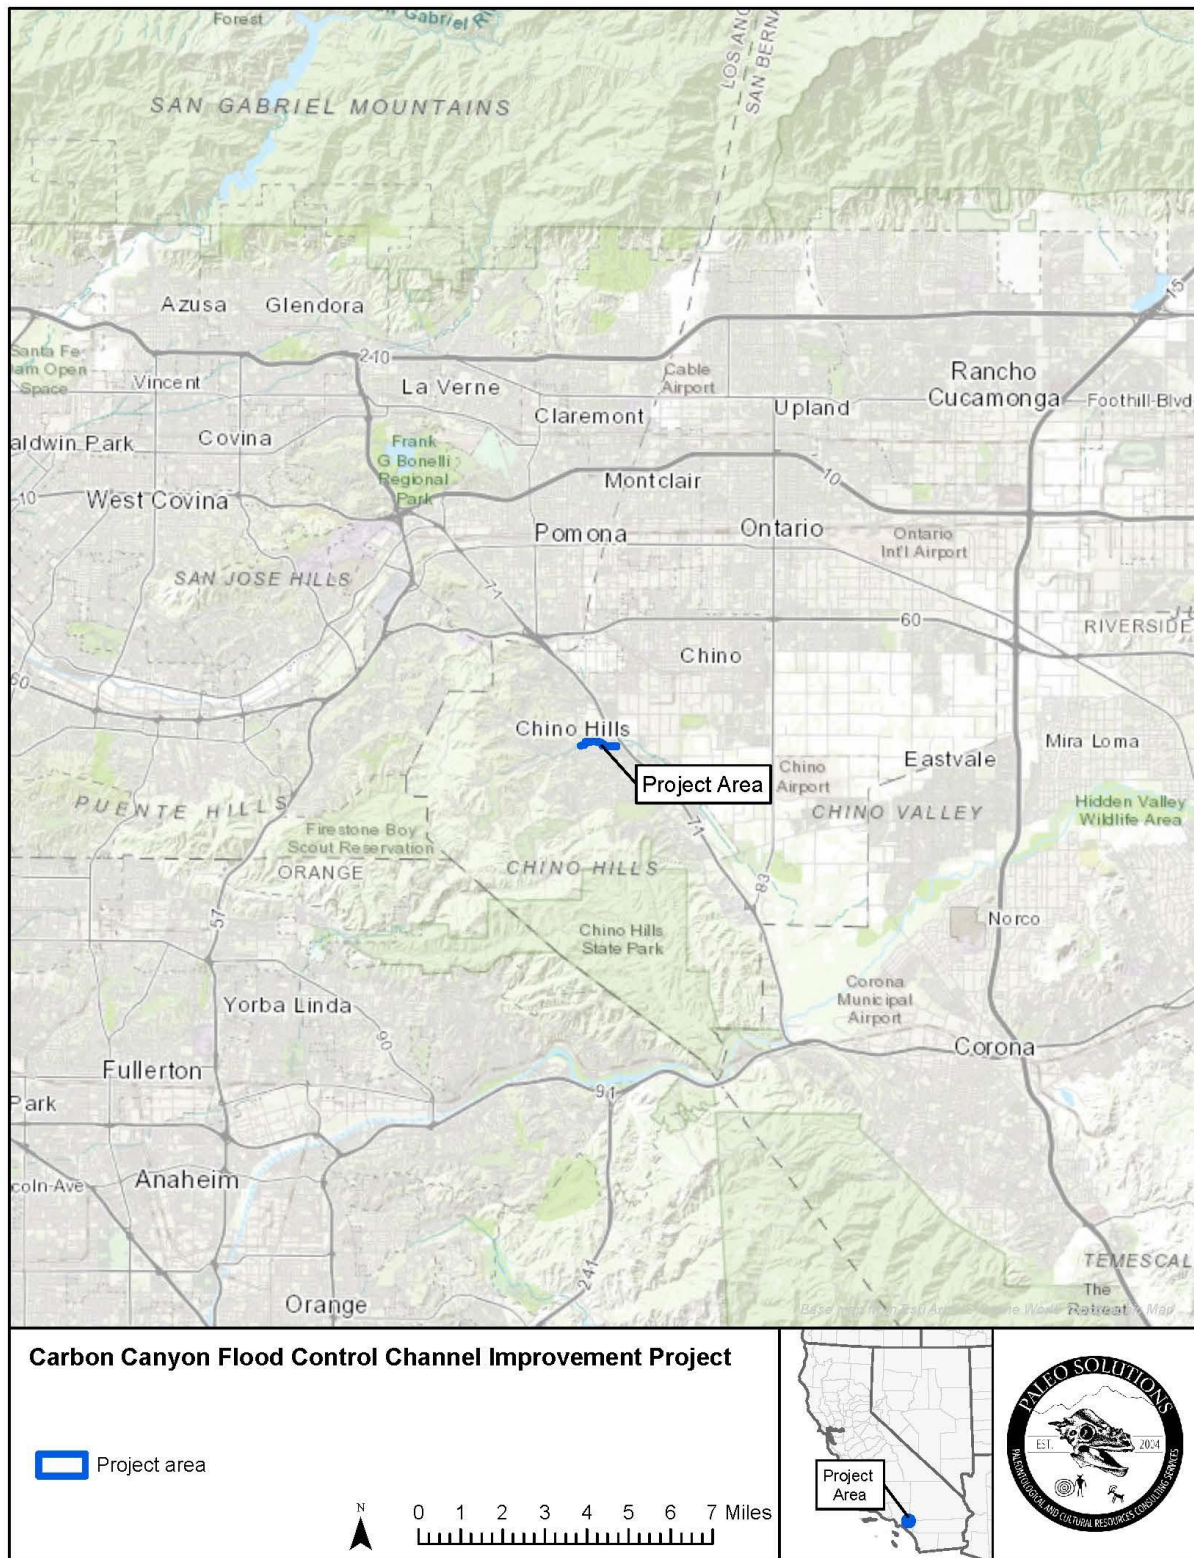 Forest
Gabriel
LOS ANG
SAN BERNA
SAN GABRIEL MOUNTAINS
15
Azusa
Glendora
210
Santa Fe
am Open
Space
Vincent
La Verne
Cable
Airport
Rancho
Cucamonga
Foothill-Blvd
Claremont
Upland
aldwin Park
Covina
Frank
G Bonelli
Regional
Park
10
West Covina
Montclair
10
Pomona
Ontario
Ontario
Int'l Airport
SAN JOSE HILLS
71
60
RIVERSIDE
Chino
60
Chino Hills
Project Area
Mira Loma
Eastvale
Chino
Airport
PUENTE HILLS
CHINO VALLEY
Hidden Valley
Wildlife Area
Firestone Boy
Scout Reservation
71
ORANGE
CHINO HILLS
83
57
Norco
Chino Hills
State Park
Yorba Linda
Corona
Municipal
Airport
90
Corona
Fullerton
91
Park
Anaheim
coln-Ave
241
TEMESCAL
The
Retreat
Orange
Carbon Canyon Flood Control Channel Improvement Project
Project area
N
0 1 2 3 4 5 6 7 Miles
Project
Area
PALEO SOLUTIONS
EST. 2004
PALEONTOLOGICAL AND CULTURAL RESOURCES CONSULTING SERVICES